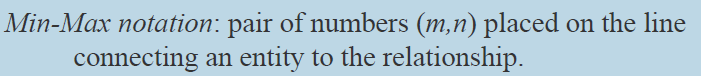 Min-Max notation: pair of numbers (m,n) placed on the line
connecting an entity to the relationship.